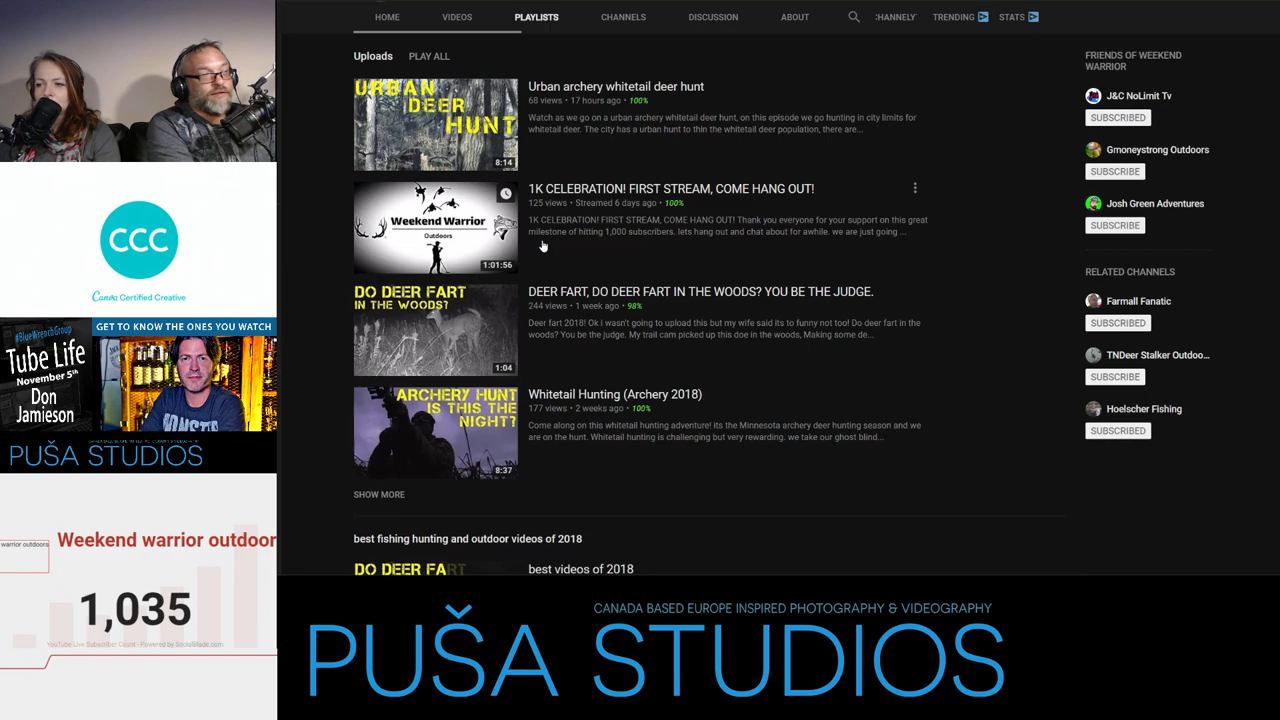 HOME VIDEOS PLAYLISTS CHANNELS DISCUSSION ABOUT CHANNELY TRENDING STATS
Uploads PLAY ALL
URBAN
DEER
HUNT
8:14
Urban archery whitetail deer hunt
68 views • 17 hours ago • 100%
Watch as we go on a urban archery whitetail deer hunt, on this episode we go hunting in city limits for
whitetail deer. The city has a urban hunt to thin the whitetail deer population, there are...
Weekend Warrior
Outdoors
1:01:56
1K CELEBRATION! FIRST STREAM, COME HANG OUT!
125 views • Streamed 6 days ago • 100%
1K CELEBRATION! FIRST STREAM, COME HANG OUT! Thank you everyone for your support on this great
milestone of hitting 1,000 subscribers. lets hang out and chat about for awhile. we are just going ...
DO DEER FART
IN THE WOODS?
1:04
DEER FART, DO DEER FART IN THE WOODS? YOU BE THE JUDGE.
244 views • 1 week ago • 98%
Deer fart 2018! Ok i wasn't going to upload this but my wife said its to funny not too! Do deer fart in the
woods? You be the judge. My trail cam picked up this doe in the woods, Making some de...
ARCHERY HUNT
IS THIS THE
NIGHT?
8:37
Whitetail Hunting (Archery 2018)
177 views • 2 weeks ago • 100%
Come along on this whitetail hunting adventure! its the Minnesota archery deer hunting season and we
are on the hunt. Whitetail hunting is challenging but very rewarding. we take our ghost blind...
SHOW MORE
best fishing hunting and outdoor videos of 2018
DO DEER FART
best videos of 2018
FRIENDS OF WEEKEND
WARRIOR
J&C NoLimit Tv
SUBSCRIBED
Gmoneystrong Outdoors
SUBSCRIBE
Josh Green Adventures
SUBSCRIBE
RELATED CHANNELS
Farmall Fanatic
SUBSCRIBED
TNDeer Stalker Outdoo...
SUBSCRIBE
Hoelscher Fishing
SUBSCRIBED
CCC
Canva Certified Creative
#BlueWrenchGroup
Tube Life
November 5th
Don
Jamieson
GET TO KNOW THE ONES YOU WATCH
PUŠA STUDIOS
warrior outdoors
Weekend warrior outdoor
1,035
YouTube Live Subscriber Count - Powered by SocialBlade.com
CANADA BASED EUROPE INSPIRED PHOTOGRAPHY & VIDEOGRAPHY
PUŠA STUDIOS